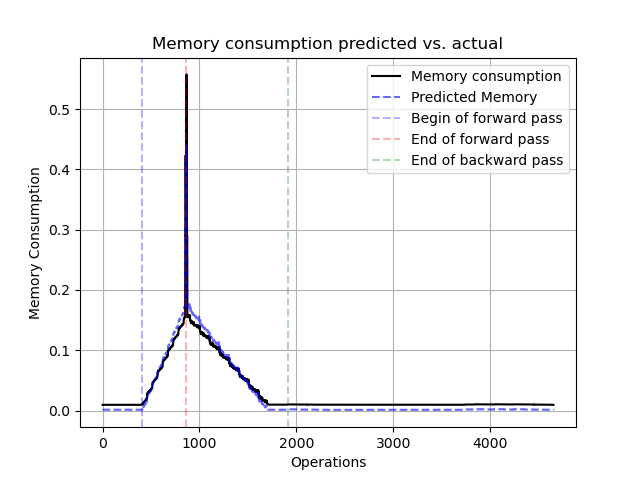 Memory consumption predicted vs. actual
Memory consumption
Predicted Memory
Begin of forward pass
End of forward pass
End of backward pass
Memory Consumption
0.5
0.4
0.3
0.2
0.1
0.0
0 1000 2000 3000 4000
Operations